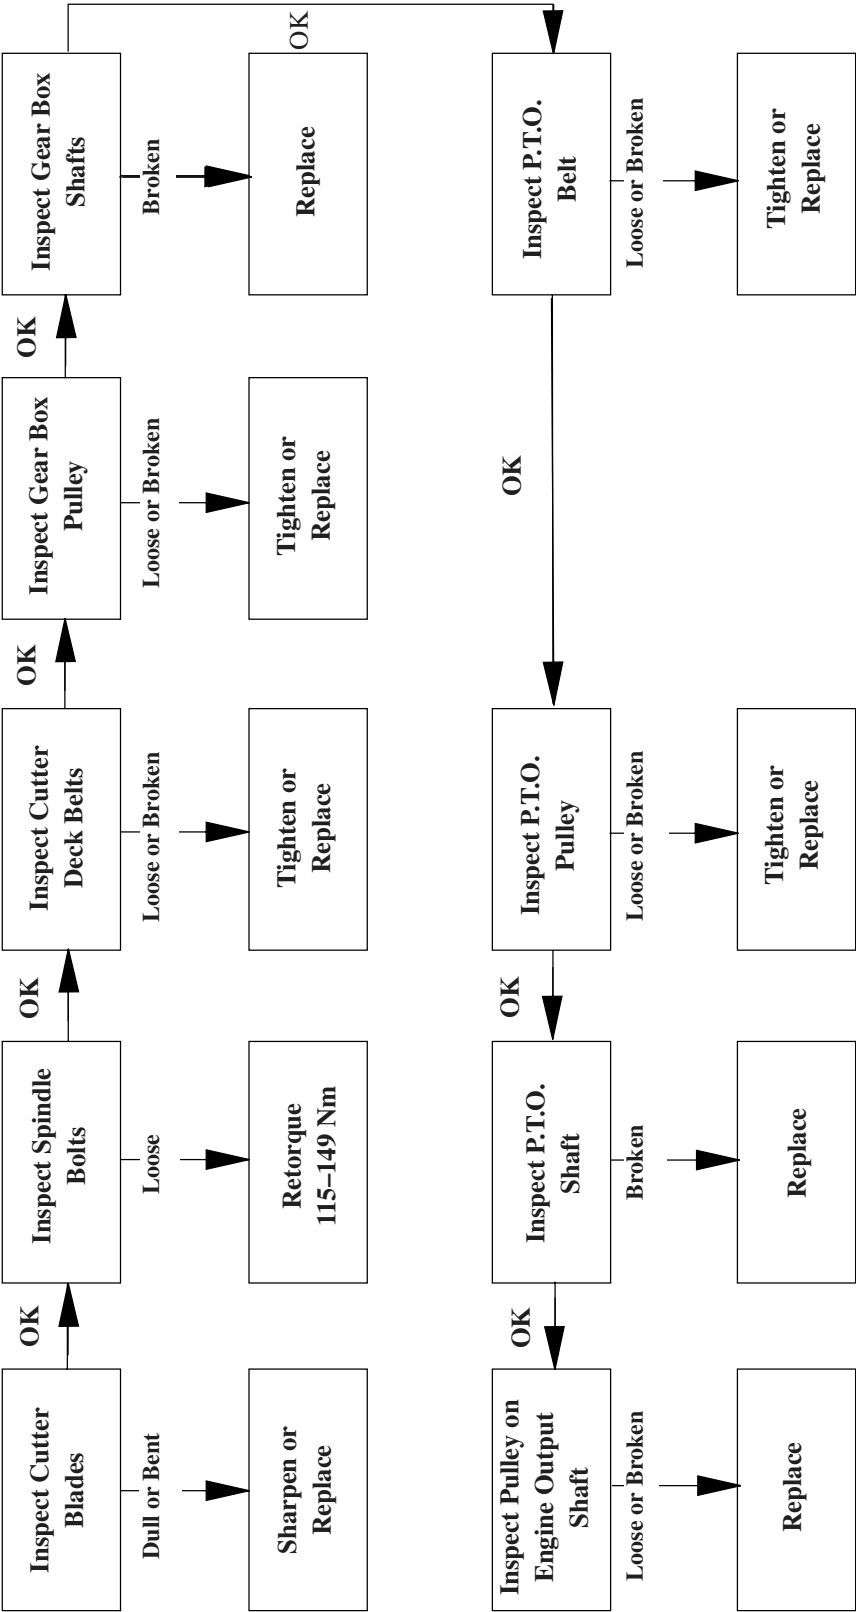 Inspect Cutter
Blades
OK
Inspect Spindle
Bolts
OK
Inspect Cutter
Deck Belts
OK
Inspect Gear Box
Pulley
OK
Inspect Gear Box
Shafts
OK
Dull or Bent
Loose
Loose or Broken
Loose or Broken
Broken
Sharpen or
Replace
Retorque
115–149 Nm
Tighten or
Replace
Tighten or
Replace
Replace
Inspect P.T.O.
Belt
OK
Inspect P.T.O.
Pulley
OK
Inspect P.T.O.
Shaft
OK
Inspect Pulley on
Engine Output
Shaft
Loose or Broken
Loose or Broken
Broken
Loose or Broken
Tighten or
Replace
Tighten or
Replace
Replace
Replace